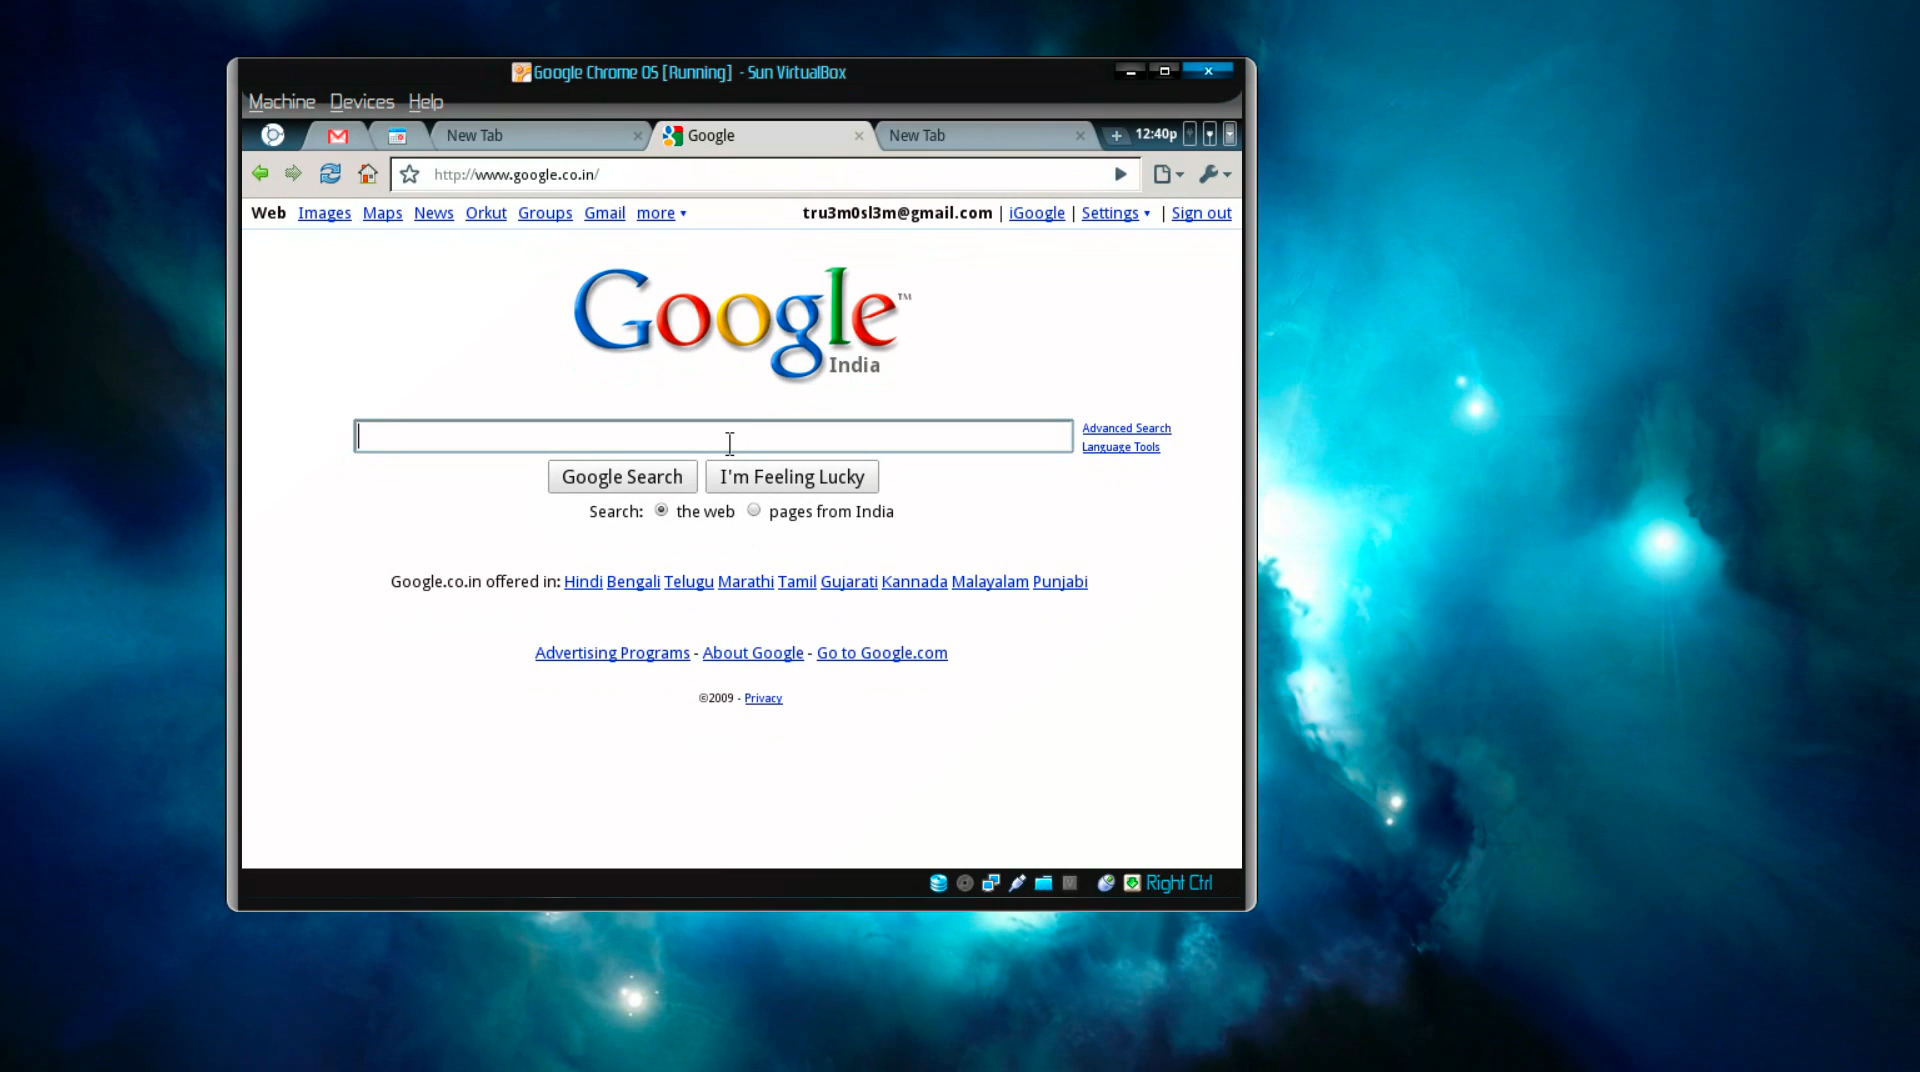 Google Chrome OS [Running] - Sun VirtualBox
Machine Devices Help
New Tab Google New Tab 12:40p
http://www.google.co.in/
Web Images Maps News Orkut Groups Gmail more ▾ tru3m0sl3m@gmail.com | iGoogle | Settings ▾ | Sign out
Google™
India
Advanced Search
Language Tools
Google Search I'm Feeling Lucky
Search: the web pages from India
Google.co.in offered in: Hindi Bengali Telugu Marathi Tamil Gujarati Kannada Malayalam Punjabi
Advertising Programs - About Google - Go to Google.com
©2009 - Privacy
Right Ctrl